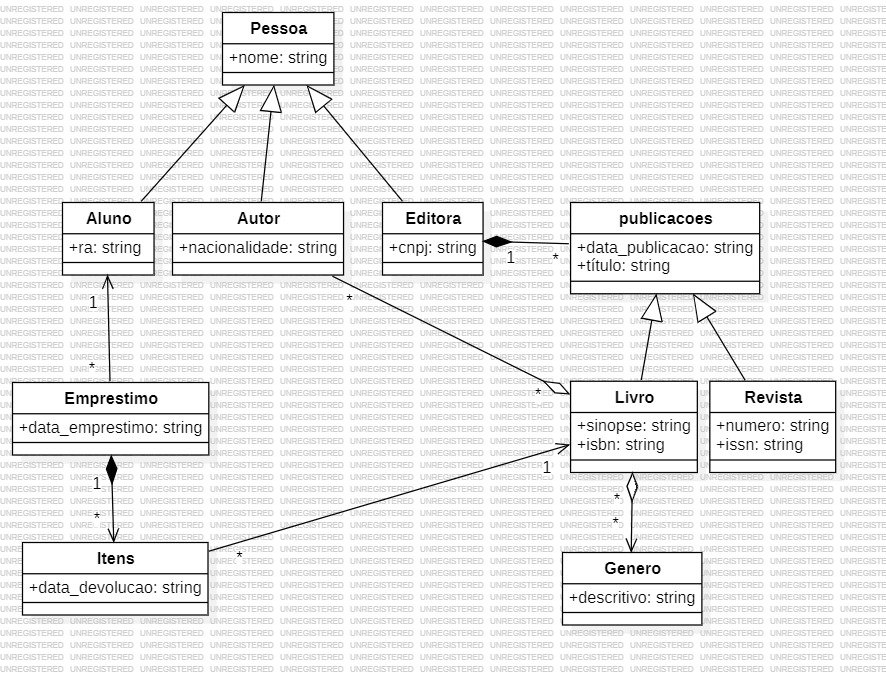 Pessoa
+nome: string
Aluno
+ra: string
Autor
+nacionalidade: string
Editora
+cnpj: string
1
*
publicacoes
+data_publicacao: string
+título: string
1
*
*
*
Emprestimo
+data_emprestimo: string
Livro
+sinopse: string
+isbn: string
Revista
+numero: string
+issn: string
1
*
1
*
*
*
Itens
+data_devolucao: string
Genero
+descritivo: string
UNREGISTERED